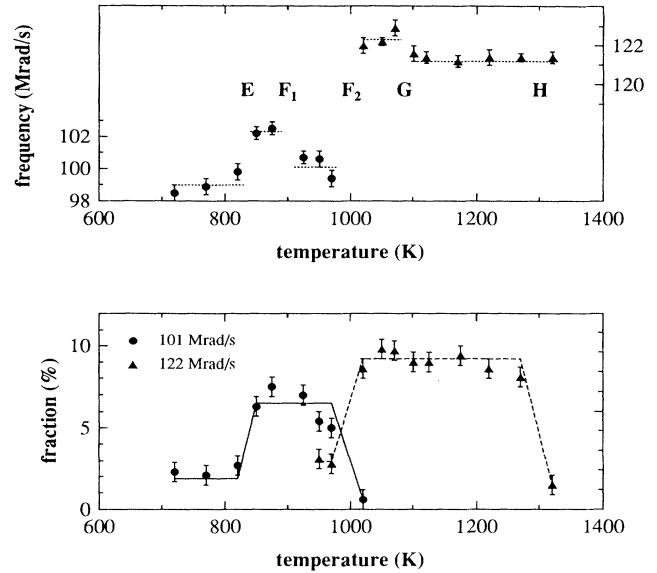 frequency (Mrad/s)
102
100
98
122
120
E F₁ F₂ G H
600 800 1000 1200 1400
temperature (K)
fraction (%)
10
5
0
101 Mrad/s
122 Mrad/s
600 800 1000 1200 1400
temperature (K)